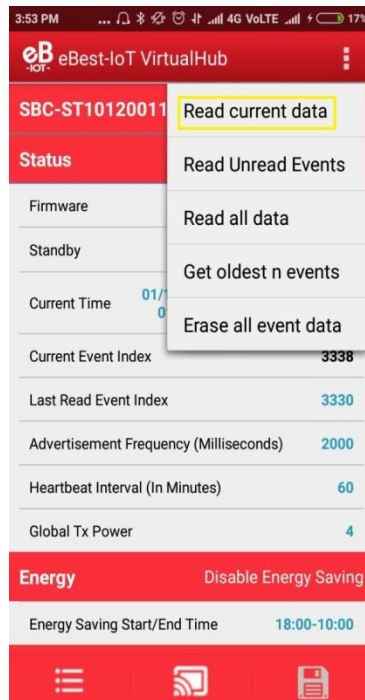 3:53 PM ... 4G VoLTE 17%
eB -IOT- eBest-IoT VirtualHub
SBC-ST10120011
Read current data
Read Unread Events
Read all data
Get oldest n events
Erase all event data
Status
Firmware
Standby
Current Time 01/1
0
Current Event Index 3338
Last Read Event Index 3330
Advertisement Frequency (Milliseconds) 2000
Heartbeat Interval (In Minutes) 60
Global Tx Power 4
Energy Disable Energy Saving
Energy Saving Start/End Time 18:00-10:00